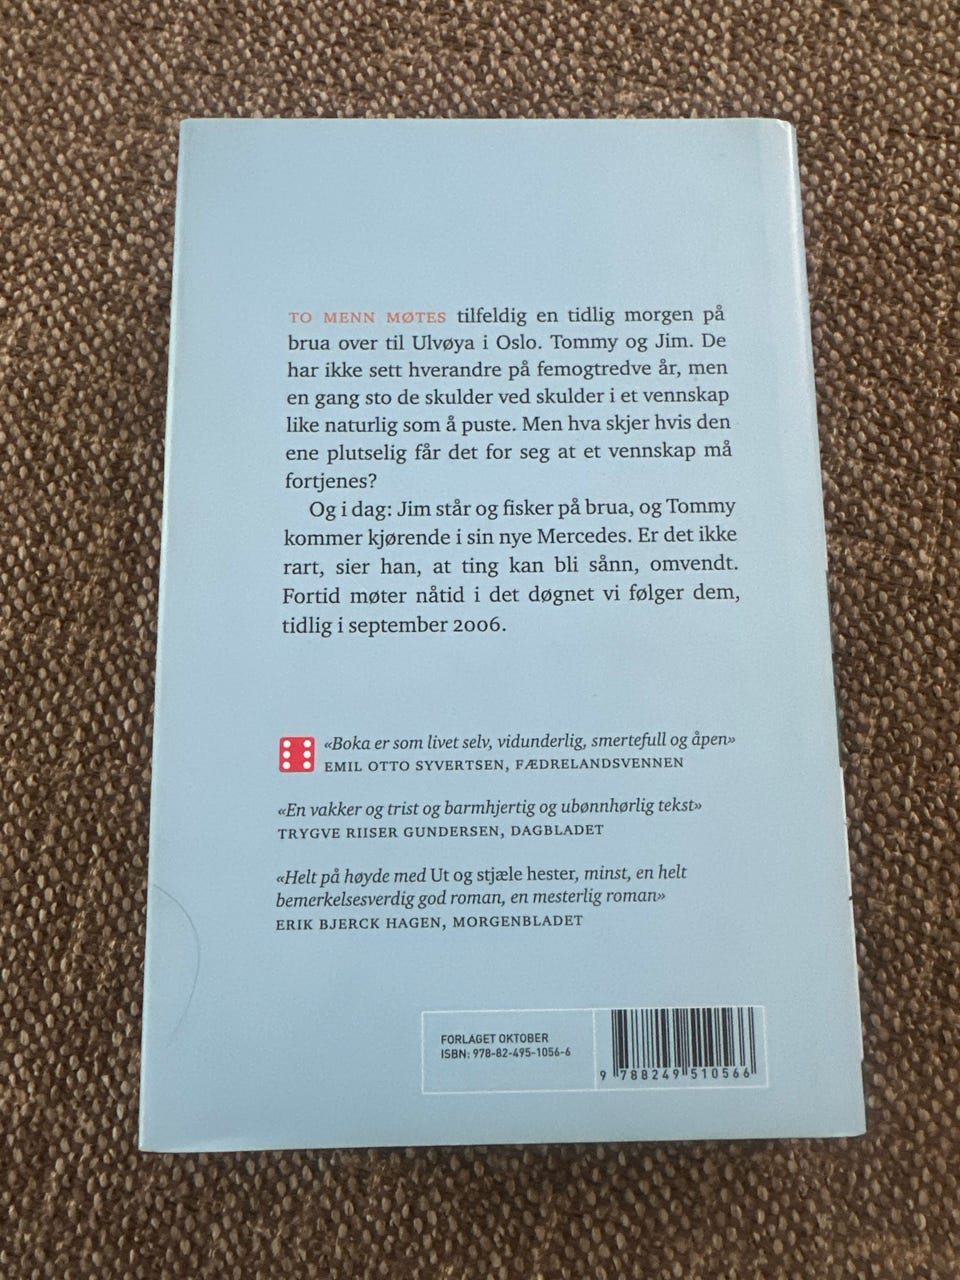 TO MENN MØTES tilfeldig en tidlig morgen på
brua over til Ulvøya i Oslo. Tommy og Jim. De
har ikke sett hverandre på femogtredve år, men
en gang sto de skulder ved skulder i et vennskap
like naturlig som å puste. Men hva skjer hvis den
ene plutselig får det for seg at et vennskap må
fortjenes?
Og i dag: Jim står og fisker på brua, og Tommy
kommer kjørende i sin nye Mercedes. Er det ikke
rart, sier han, at ting kan bli sånn, omvendt.
Fortid møter nåtid i det døgnet vi følger dem,
tidlig i september 2006.
«Boka er som livet selv, vidunderlig, smertefull og åpen»
EMIL OTTO SYVERTSEN, FÆDRELANDSVENNEN
«En vakker og trist og barmhjertig og ubønnhørlig tekst»
TRYGVE RIISER GUNDERSEN, DAGBLADET
«Helt på høyde med Ut og stjæle hester, minst, en helt
bemerkelsesverdig god roman, en mesterlig roman»
ERIK BJERCK HAGEN, MORGENBLADET
FORLAGET OKTOBER
ISBN: 978-82-495-1056-6
9 788249 510566